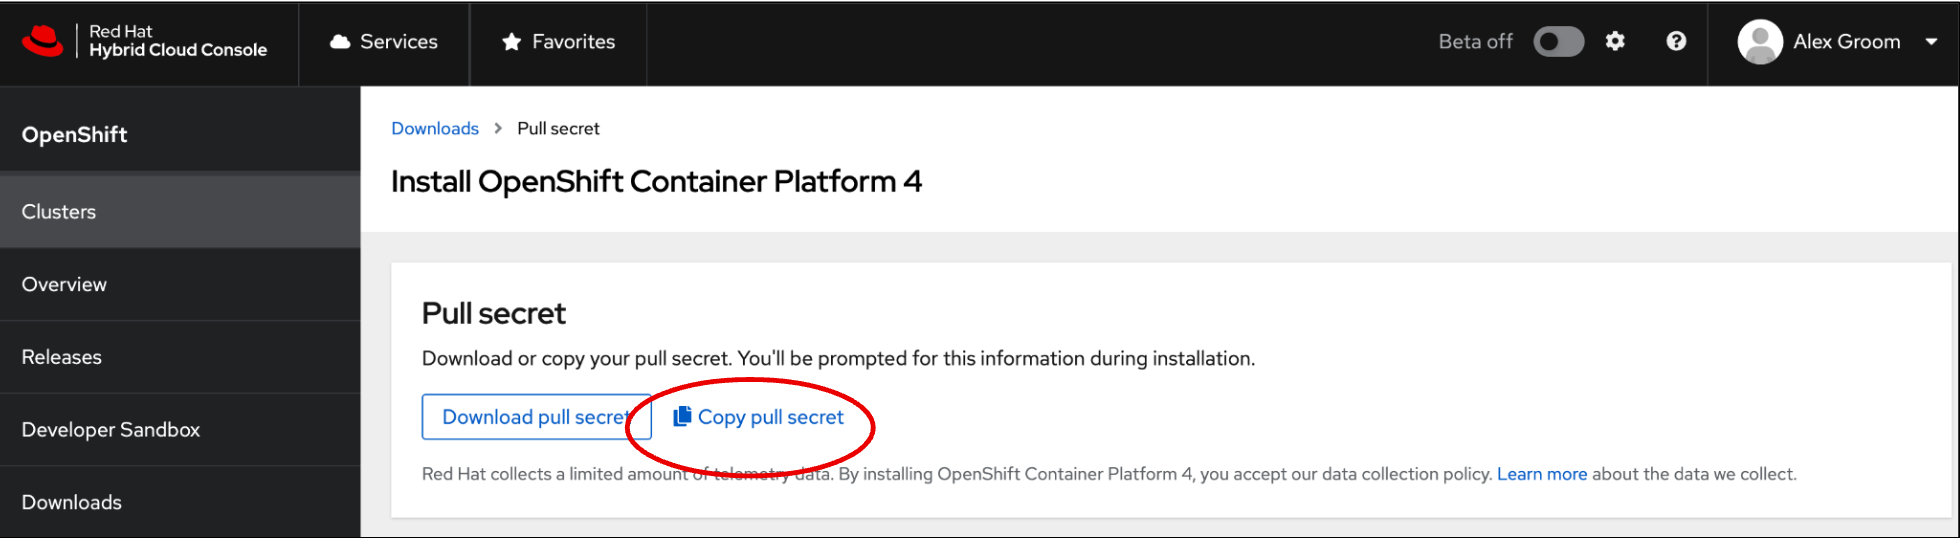 Red Hat
Hybrid Cloud Console
Services
Favorites
Beta off
Alex Groom
OpenShift
Clusters
Overview
Releases
Developer Sandbox
Downloads
Downloads > Pull secret
Install OpenShift Container Platform 4
Pull secret
Download or copy your pull secret. You'll be prompted for this information during installation.
Download pull secret
Copy pull secret
Red Hat collects a limited amount of telemetry data. By installing OpenShift Container Platform 4, you accept our data collection policy. Learn more about the data we collect.